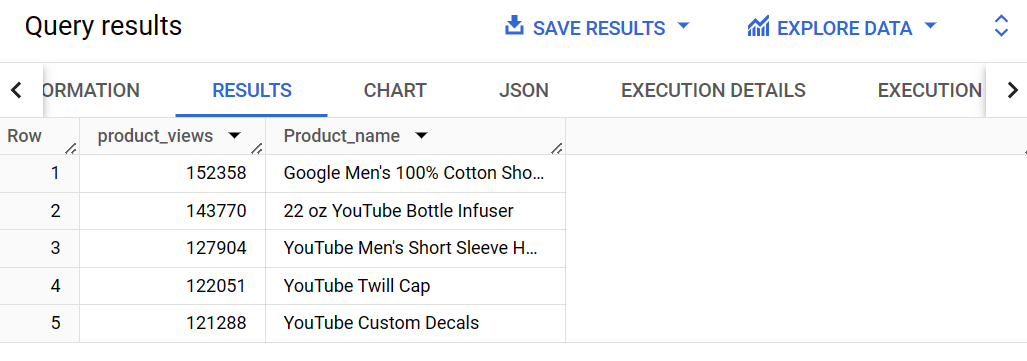 Query results SAVE RESULTS EXPLORE DATA
ORMATION RESULTS CHART JSON EXECUTION DETAILS EXECUTION
Row product_views Product_name
1 152358 Google Men's 100% Cotton Sho...
2 143770 22 oz YouTube Bottle Infuser
3 127904 YouTube Men's Short Sleeve H...
4 122051 YouTube Twill Cap
5 121288 YouTube Custom Decals